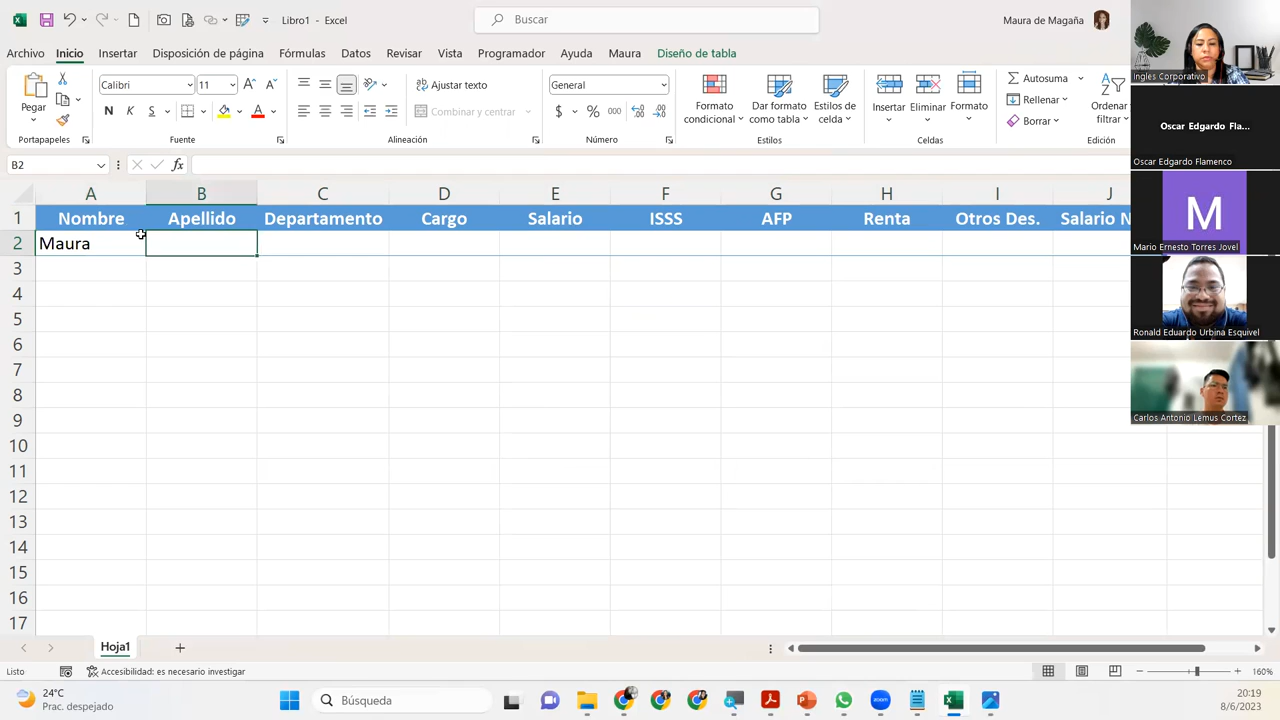 Libro1 - Excel
Buscar
Maura de Magaña
Archivo Inicio Insertar Disposición de página Fórmulas Datos Revisar Vista Programador Ayuda Maura Diseño de tabla
Pegar
Calibri 11
N K S
Ajustar texto
Combinar y centrar
General
$ % 000
Formato condicional
Dar formato como tabla
Estilos de celda
Insertar
Eliminar
Formato
Autosuma
Rellenar
Borrar
Ordenar
filtrar
Portapapeles Fuente Alineación Número Estilos Celdas Edición
B2 fx
A B C D E F G H I J
1 Nombre Apellido Departamento Cargo Salario ISSS AFP Renta Otros Des. Salario N
2 Maura
3
4
5
6
7
8
9
10
11
12
13
14
15
16
17
Hoja1
Listo
Accesibilidad: es necesario investigar
160%
24°C
Prac. despejado
Búsqueda
20:19
8/6/2023
Ingles Corporativo
Oscar Edgardo Fla...
Oscar Edgardo Flamenco
M
Mario Ernesto Torres Jovel
Ronald Eduardo Urbina Esquivel
Carlos Antonio Lemus Cortez